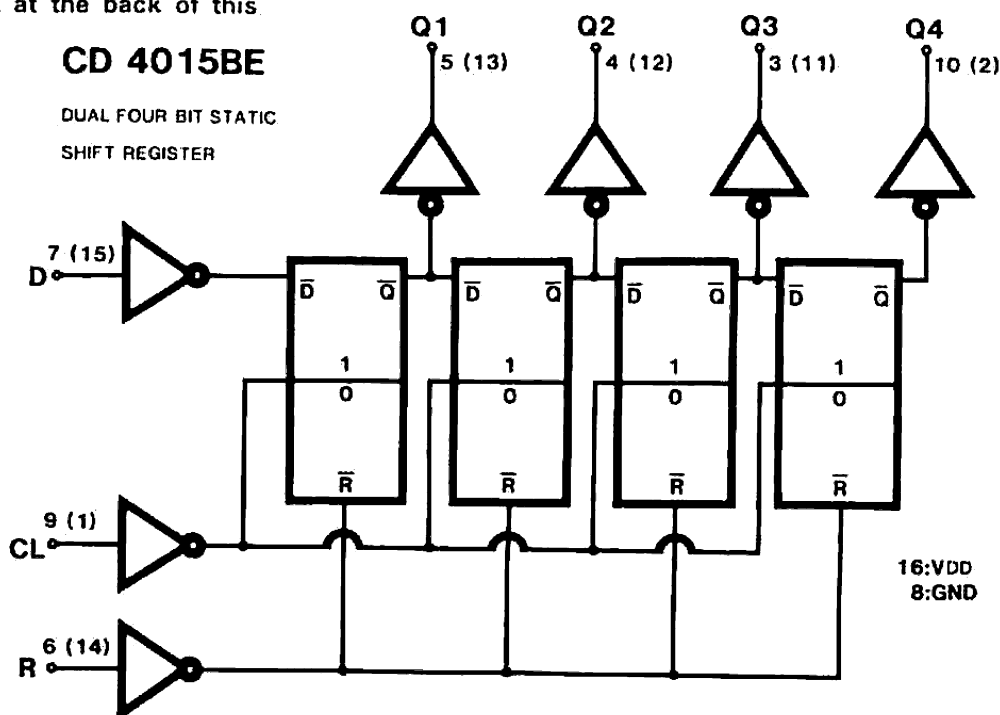 at the back of this
Q1 Q2 Q3 Q4
5 (13) 4 (12) 3 (11) 10 (2)
CD 4015BE
DUAL FOUR BIT STATIC
SHIFT REGISTER
7 (15)
D
D̅ Q̅ D̅ Q̅ D̅ Q̅ D̅ Q̅
1 1 1 1
0 0 0 0
R̅ R̅ R̅ R̅
9 (1)
CL
16:VDD
8:GND
6 (14)
R